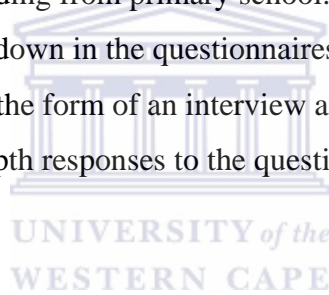 ding from primary school.
down in the questionnaires
the form of an interview a
pth responses to the questi
UNIVERSITY of the
WESTERN CAPE